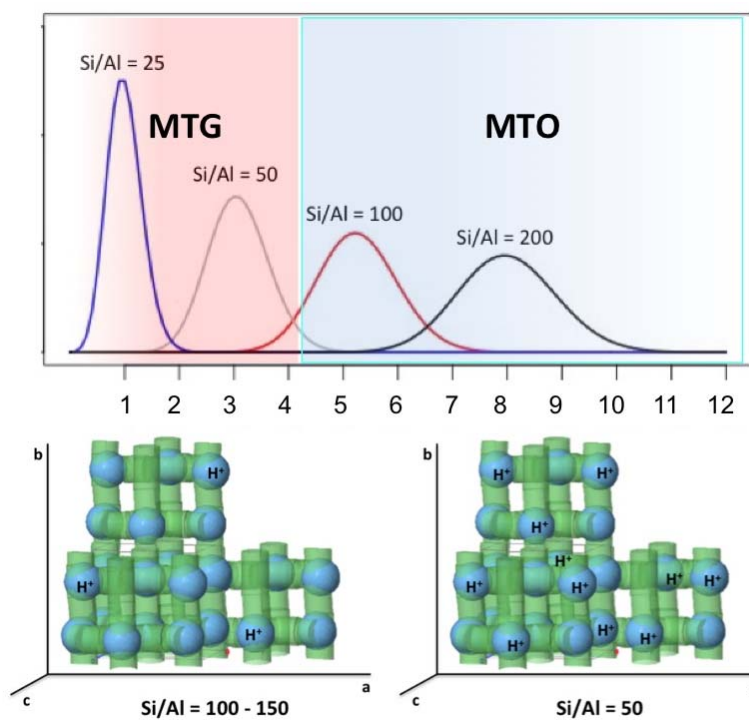 Si/Al = 25
MTG
MTO
Si/Al = 50
Si/Al = 100
Si/Al = 200
1 2 3 4 5 6 7 8 9 10 11 12
b
H⁺
H⁺
H⁺
c
a
Si/Al = 100 - 150
b
H⁺
H⁺
H⁺
H⁺
H⁺
H⁺
H⁺
H⁺
H⁺
H⁺
H⁺
c
Si/Al = 50